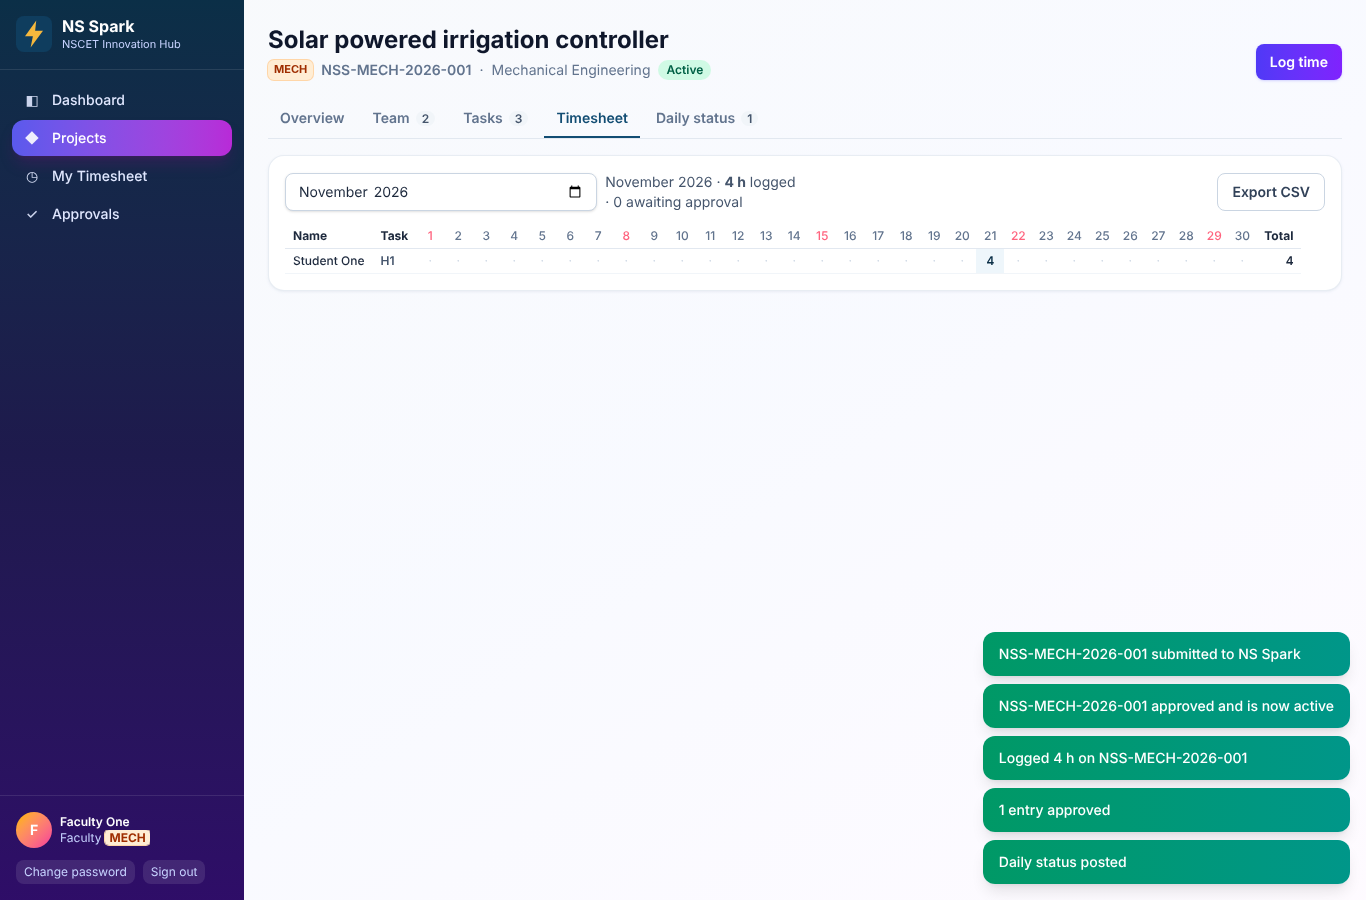 NS Spark
NSCET Innovation Hub
Dashboard
Projects
My Timesheet
Approvals
Faculty One
Faculty MECH
F
Change password Sign out
Solar powered irrigation controller
MECH NSS-MECH-2026-001 · Mechanical Engineering Active
Log time
Overview Team 2 Tasks 3 Timesheet Daily status 1
November 2026
November 2026 · 4 h logged
· 0 awaiting approval
Export CSV
Name Task 1 2 3 4 5 6 7 8 9 10 11 12 13 14 15 16 17 18 19 20 21 22 23 24 25 26 27 28 29 30 Total
Student One H1 · · · · · · · · · · · · · · · · · · · · 4 · · · · · · · · · 4
NSS-MECH-2026-001 submitted to NS Spark
NSS-MECH-2026-001 approved and is now active
Logged 4 h on NSS-MECH-2026-001
1 entry approved
Daily status posted